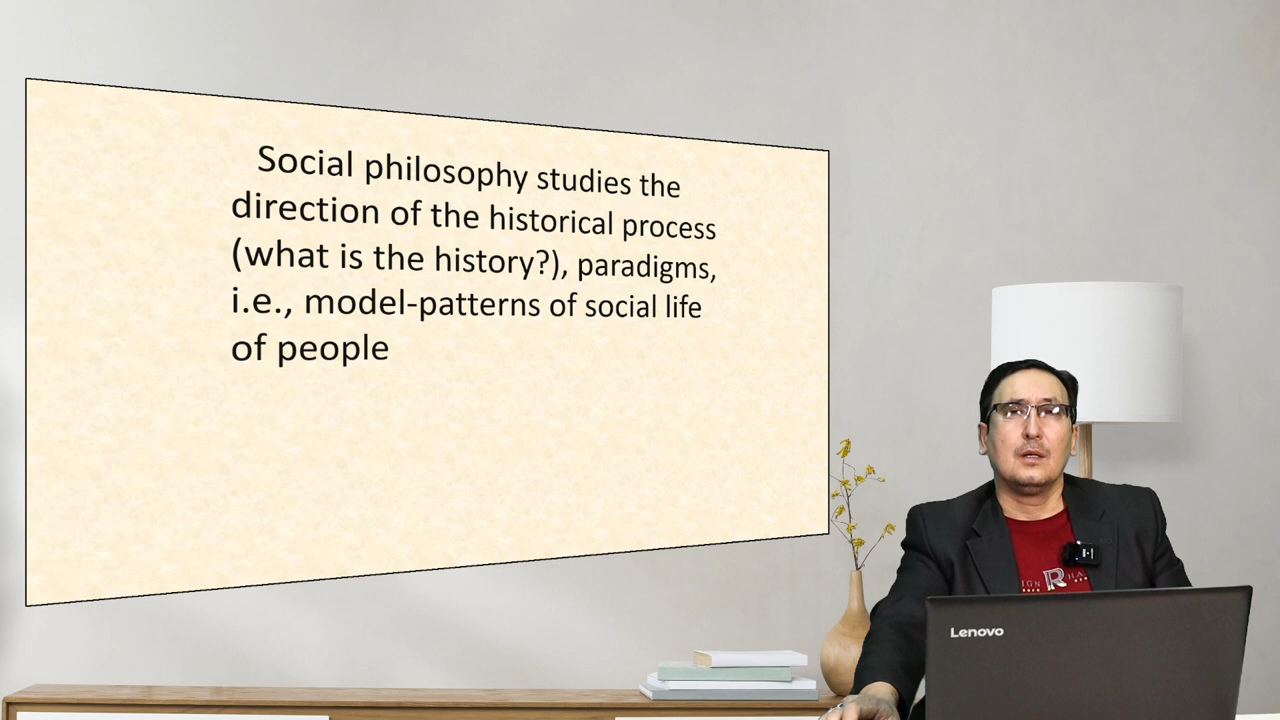 Social philosophy studies the
direction of the historical process
(what is the history?), paradigms,
i.e., model-patterns of social life
of people
Lenovo